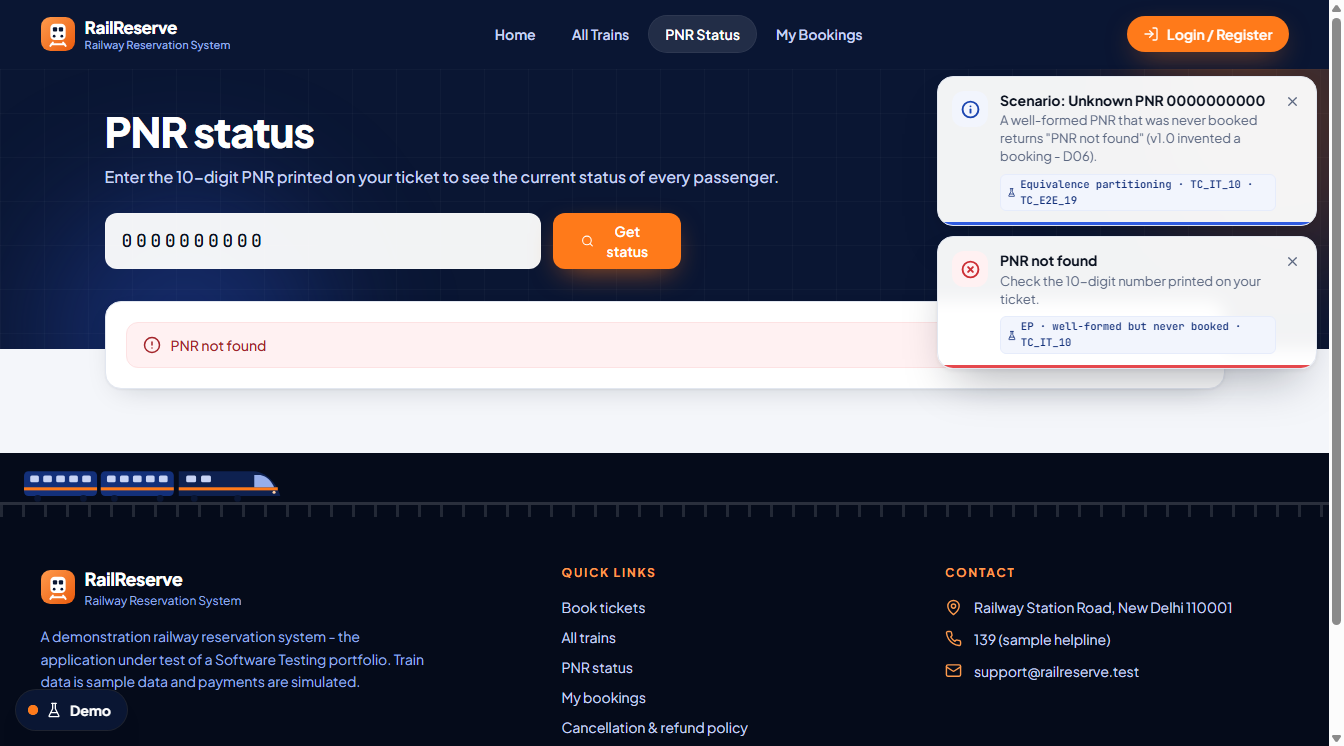 RailReserve
Railway Reservation System
Home
All Trains
PNR Status
My Bookings
Login / Register
Scenario: Unknown PNR 0000000000
A well-formed PNR that was never booked
returns "PNR not found" (v1.0 invented a
booking - D06).
Equivalence partitioning · TC_IT_10 ·
TC_E2E_19
PNR status
Enter the 10-digit PNR printed on your ticket to see the current status of every passenger.
0000000000
Get
status
PNR not found
Check the 10-digit number printed on your
ticket.
EP · well-formed but never booked ·
TC_IT_10
PNR not found
RailReserve
Railway Reservation System
A demonstration railway reservation system - the
application under test of a Software Testing portfolio. Train
data is sample data and payments are simulated.
Demo
QUICK LINKS
Book tickets
All trains
PNR status
My bookings
Cancellation & refund policy
CONTACT
Railway Station Road, New Delhi 110001
139 (sample helpline)
support@railreserve.test